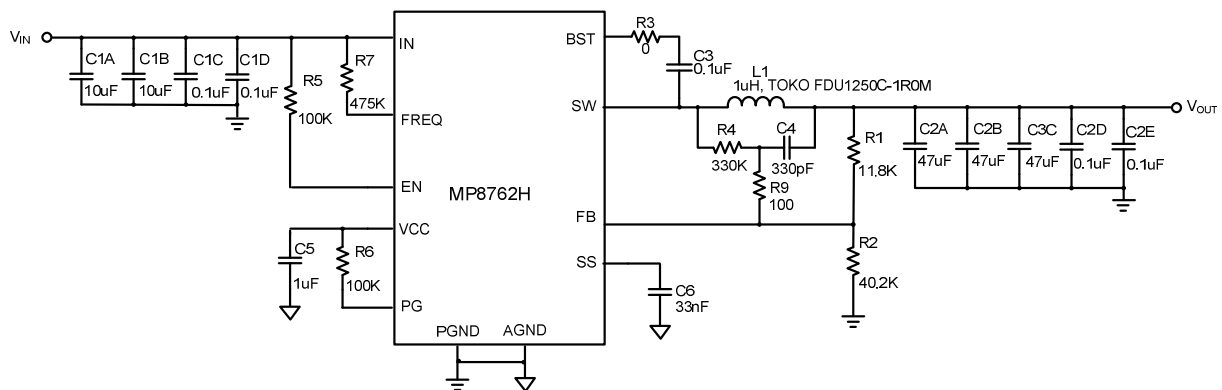 VIN
C1A
10uF
C1B
10uF
C1C
0.1uF
C1D
0.1uF
R5
100K
R7
475K
IN
FREQ
EN
VCC
PG
MP8762H
PGND
AGND
BST
SW
FB
SS
C5
1uF
R6
100K
R3
0
C3
0.1uF
L1
1uH, TOKO FDU1250C-1R0M
R4
330K
C4
330pF
R9
100
R1
11.8K
R2
40.2K
C6
33nF
C2A
47uF
C2B
47uF
C3C
47uF
C2D
0.1uF
C2E
0.1uF
VOUT